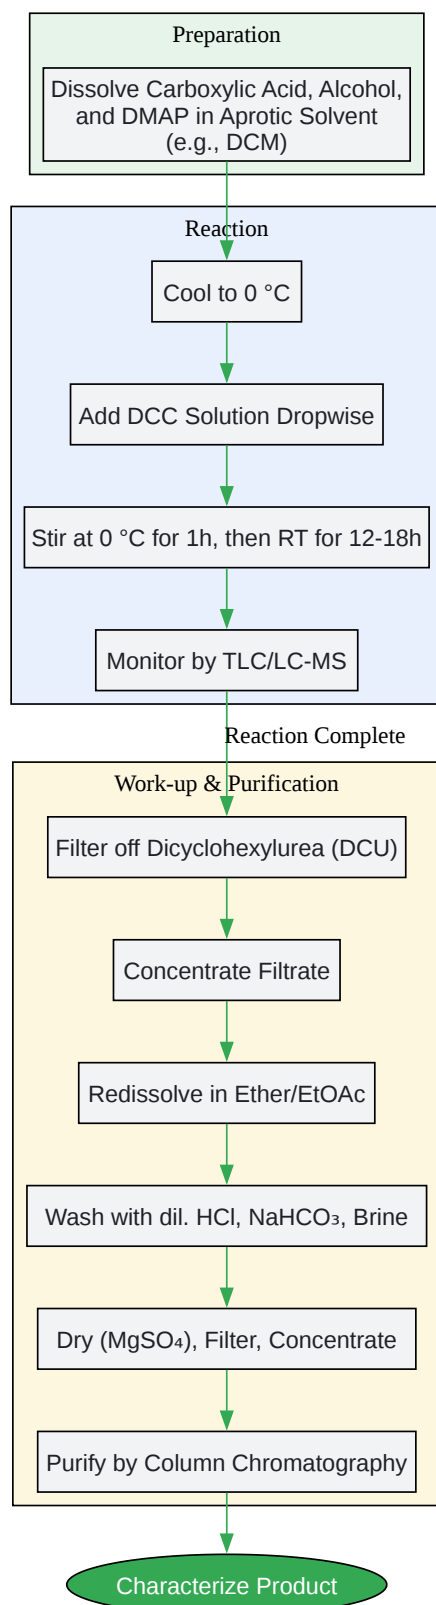 Preparation
Dissolve Carboxylic Acid, Alcohol,
and DMAP in Aprotic Solvent
(e.g., DCM)
Reaction
Cool to 0 °C
Add DCC Solution Dropwise
Stir at 0 °C for 1h, then RT for 12-18h
Monitor by TLC/LC-MS
Reaction Complete
Work-up & Purification
Filter off Dicyclohexylurea (DCU)
Concentrate Filtrate
Redissolve in Ether/EtOAc
Wash with dil. HCl, NaHCO₃, Brine
Dry (MgSO₄), Filter, Concentrate
Purify by Column Chromatography
Characterize Product